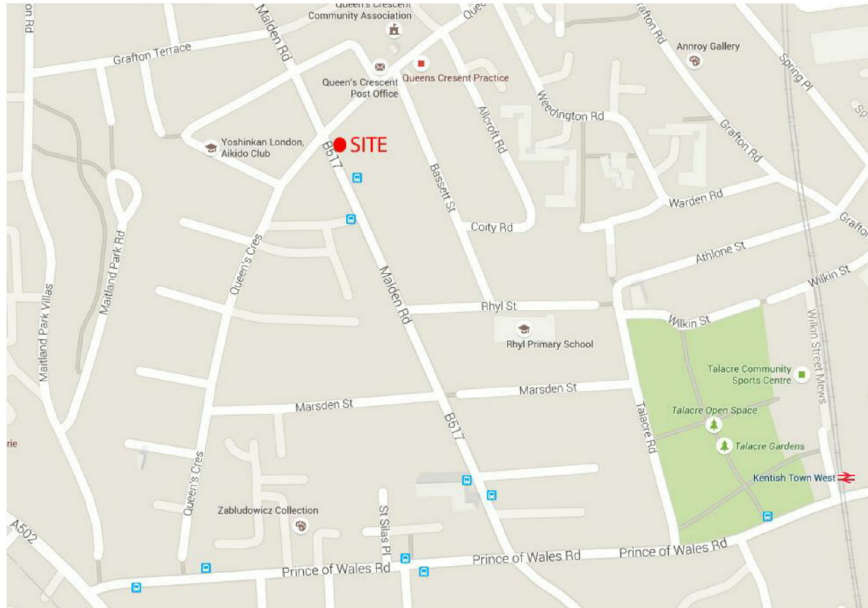 Queen's Crescent
Community Association
Malden Rd
Grafton Terrace
Queen's Crescent
Post Office
Queens Cresent Practice
Annroy Gallery
Spring Pl
Weedington Rd
Allcroft Rd
Grafton Rd
Yoshinkan London,
Aikido Club
SITE
B517
Bassett St
Warden Rd
Coity Rd
Athlone St
Maitland Park Rd
Queen's Cres
Malden Rd
Wilkin St
Rhyl St
Wilkin St
Rhyl Primary School
Maitland Park Villas
Wilkin Street Mews
Talacre Community
Sports Centre
Marsden St
Marsden St
B517
Talacre Rd
Talacre Open Space
Talacre Gardens
Queen's Cres
Kentish Town West
Zabludowicz Collection
St Silas Pl
A502
Prince of Wales Rd
Prince of Wales Rd
Prince of Wales Rd